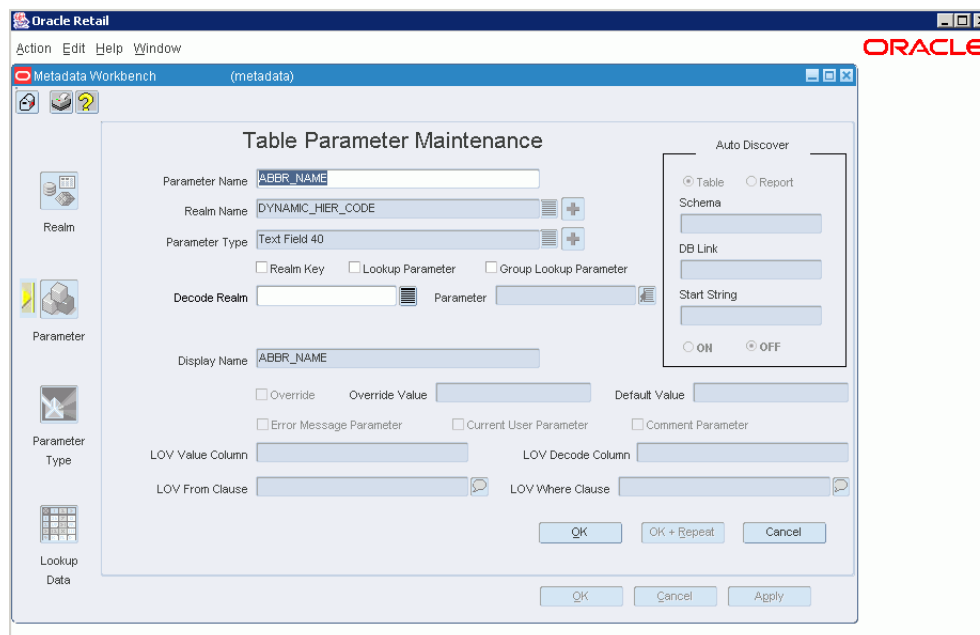 Oracle Retail
Action Edit Help Window
ORACLE
Metadata Workbench (metadata)
Table Parameter Maintenance
Auto Discover
Parameter Name ABBR_NAME
Table Report
Realm Name DYNAMIC_HIER_CODE
Schema
Realm
Parameter Type Text Field 40
DB Link
Realm Key Lookup Parameter Group Lookup Parameter
Decode Realm Parameter
Start String
Parameter
ON OFF
Display Name ABBR_NAME
Override Override Value Default Value
Error Message Parameter Current User Parameter Comment Parameter
Parameter
Type
LOV Value Column LOV Decode Column
LOV From Clause LOV Where Clause
OK OK + Repeat Cancel
Lookup
Data
OK Cancel Apply